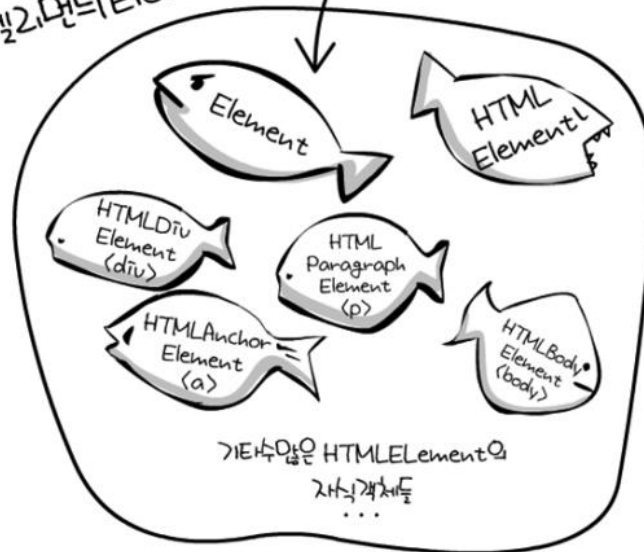 Element
HTML
Element
HTMLDiv
Element
<div>
HTML
Paragraph
Element
<p>
HTMLAnchor
Element
<a>
HTMLBody
Element
<body>
기타수많은 HTMLELement의
자식객체들
...